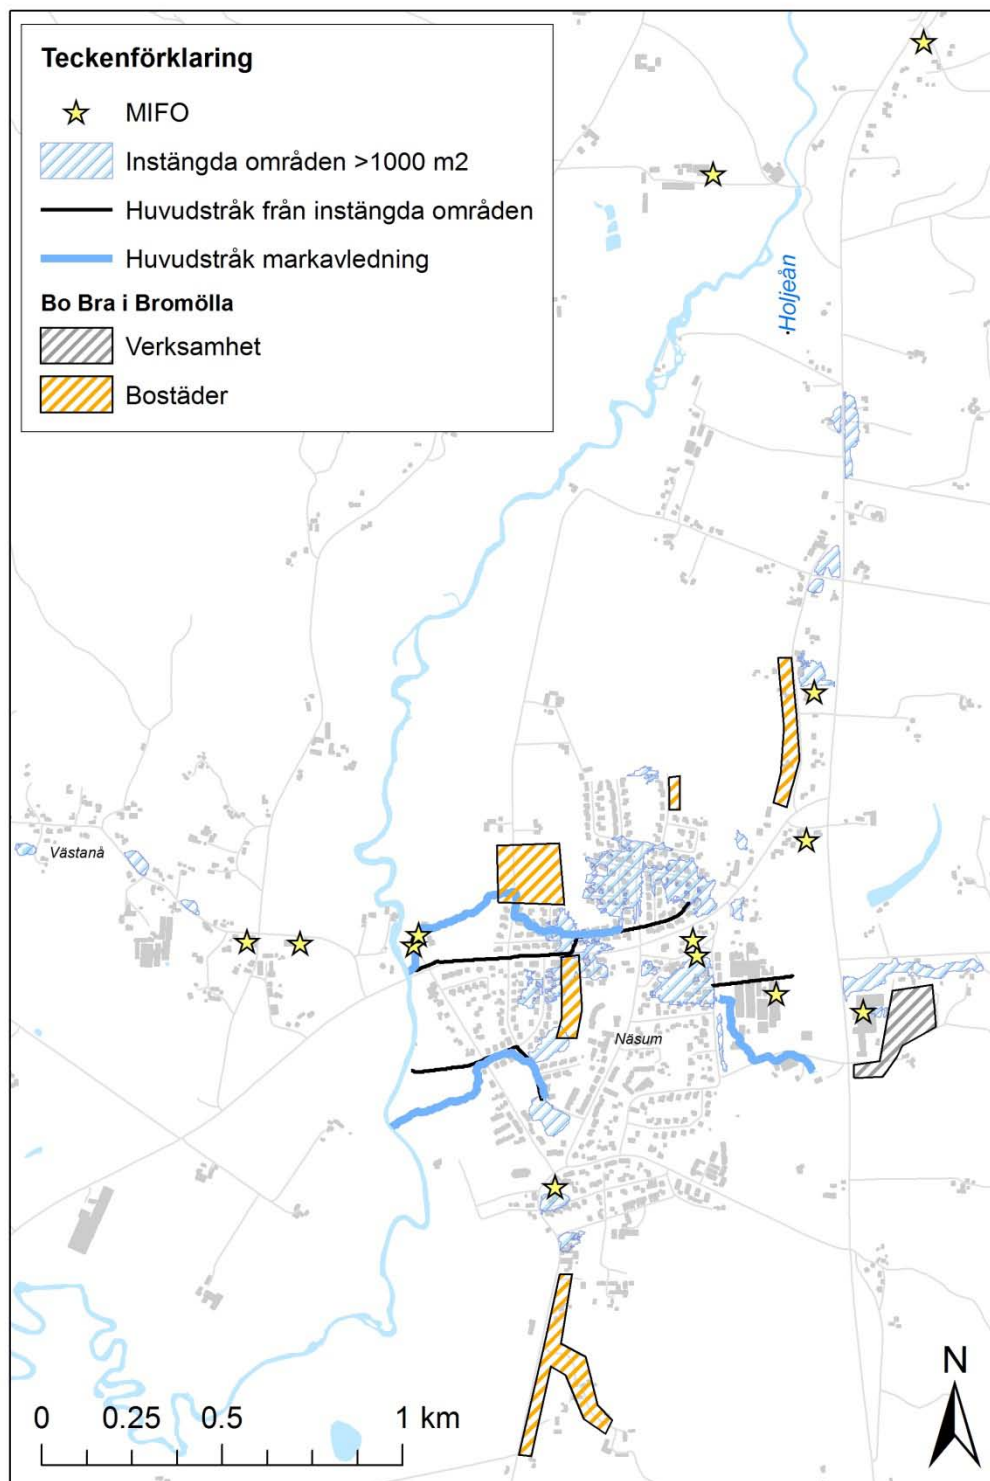 Teckenförklaring
MIFO
Instängda områden >1000 m2
Huvudstråk från instängda områden
Huvudstråk markavledning
Bo Bra i Bromölla
Verksamhet
Bostäder
Holjeån
Västanå
Näsum
N
0 0.25 0.5 1 km